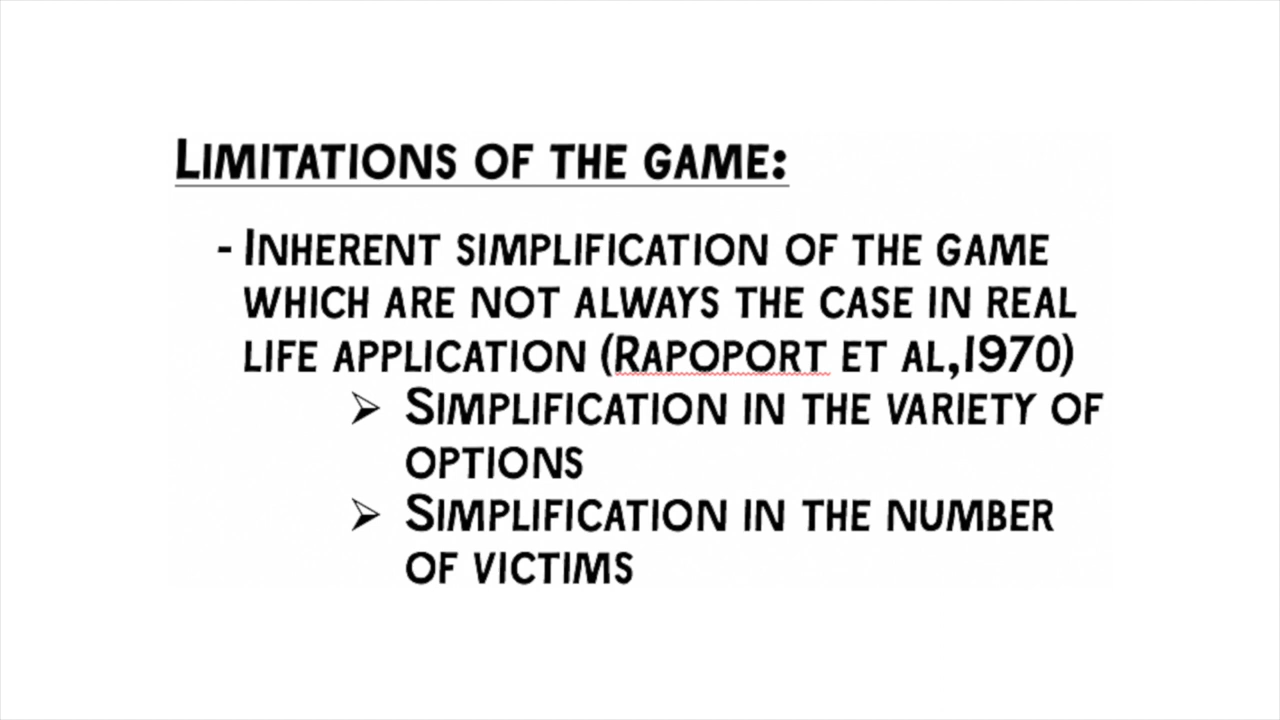 Limitations of the game:
- Inherent simplification of the game
which are not always the case in real
life application (Rapoport et al,1970)
➢ Simplification in the variety of
options
➢ Simplification in the number
of victims